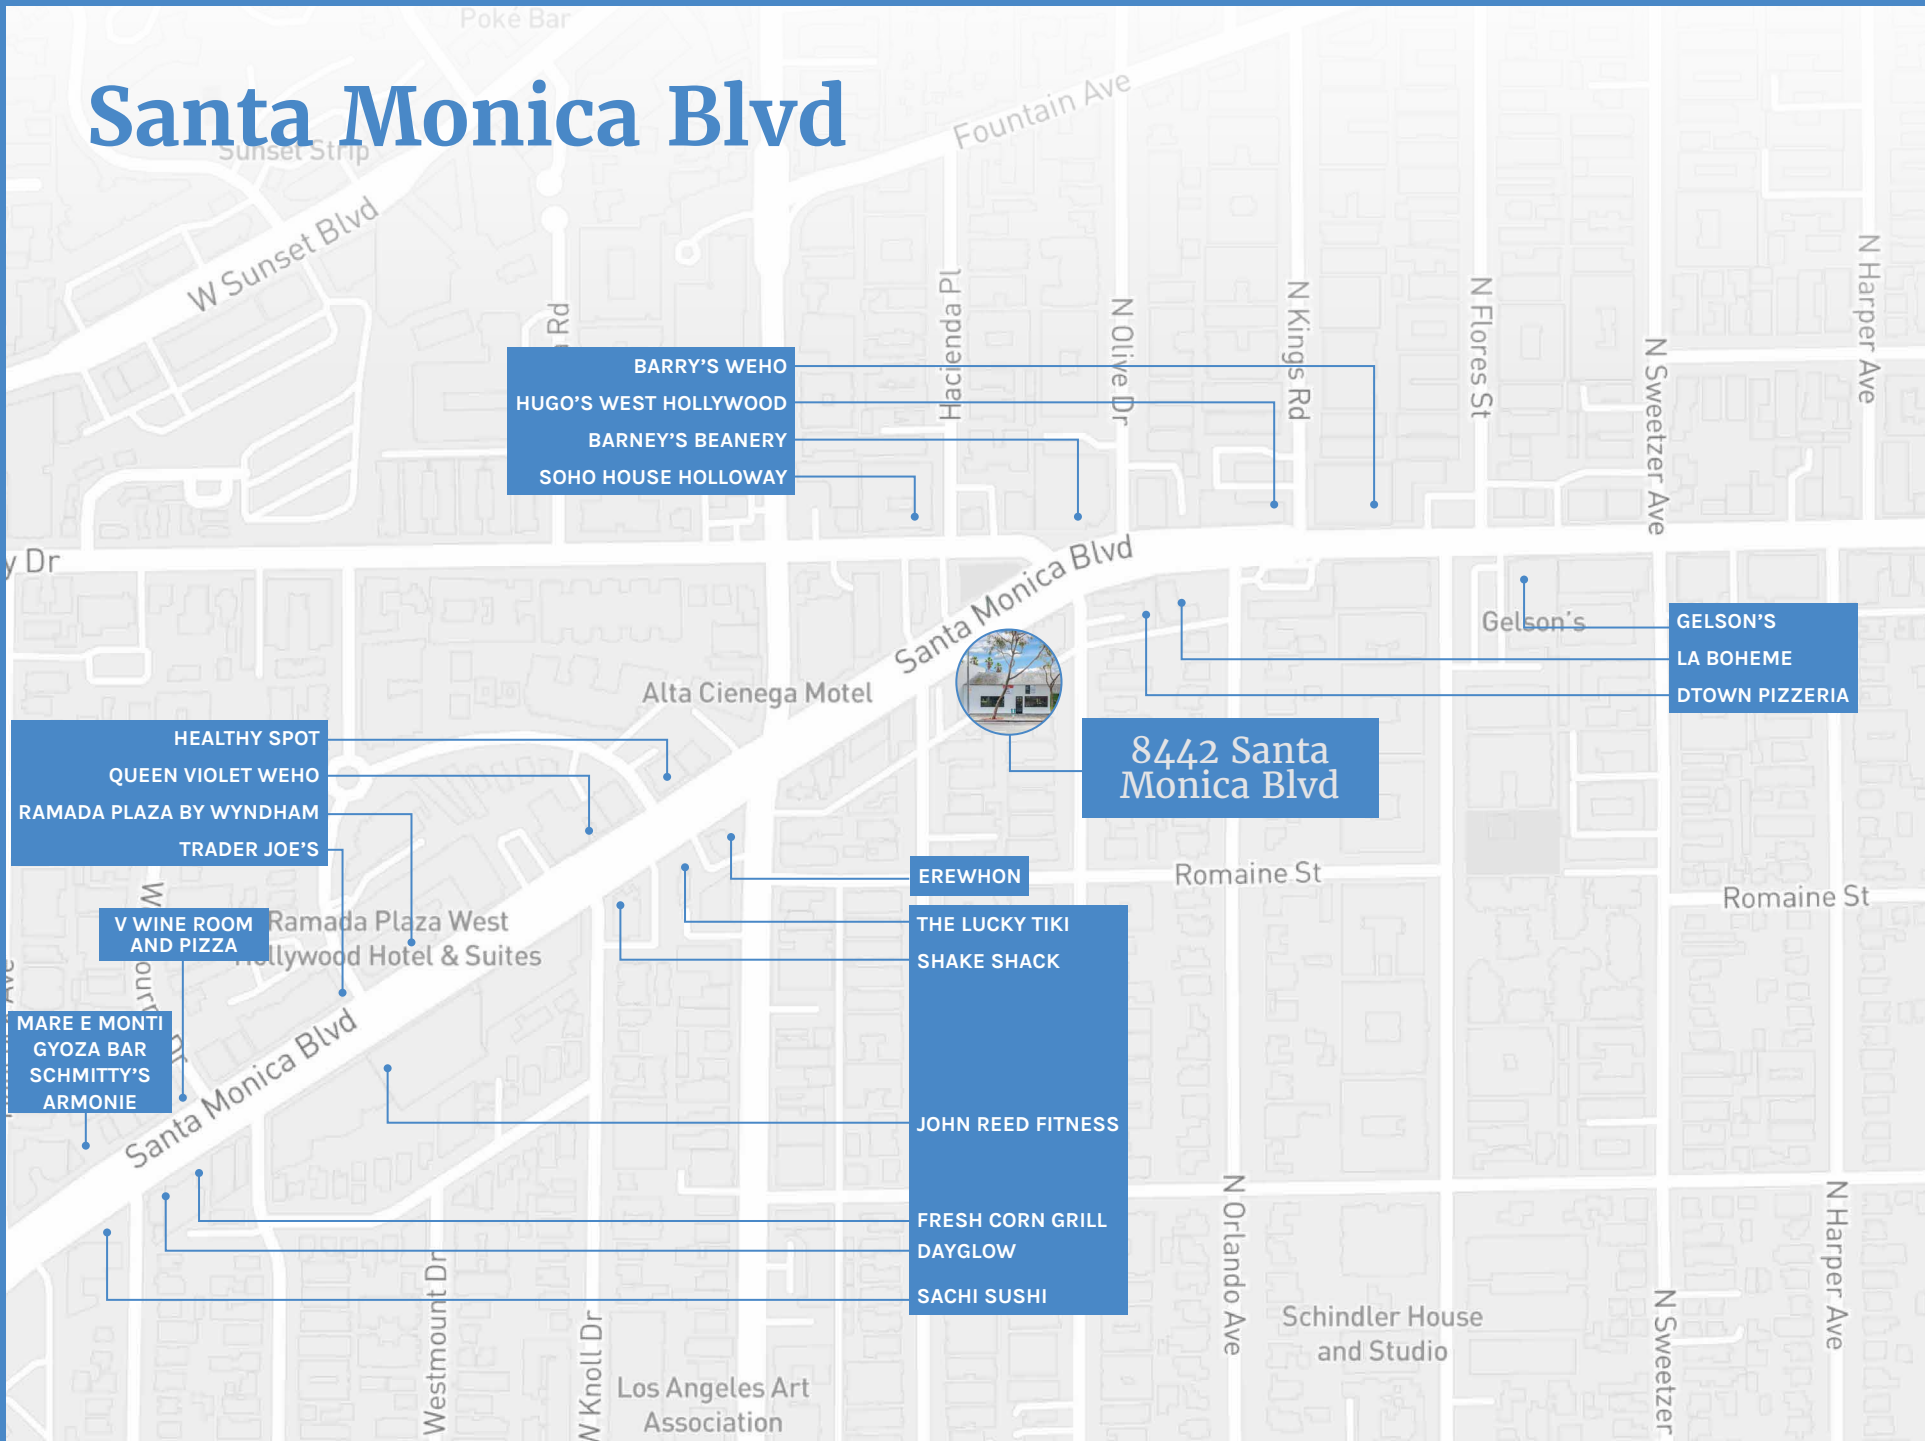 Poké Bar
Santa Monica Blvd
Sunset Strip
Fountain Ave
W Sunset Blvd
Rd
Hacienda Pl
N Olive Dr
N Kings Rd
N Flores St
N Sweetzer Ave
N Harper Ave
BARRY'S WEHO
HUGO'S WEST HOLLYWOOD
BARNEY'S BEANERY
SOHO HOUSE HOLLOWAY
y Dr
Santa Monica Blvd
Gelson's
GELSON'S
LA BOHEME
DTOWN PIZZERIA
Alta Cienega Motel
8442 Santa
Monica Blvd
HEALTHY SPOT
QUEEN VIOLET WEHO
RAMADA PLAZA BY WYNDHAM
TRADER JOE'S
EREWHON
Romaine St
Romaine St
V WINE ROOM
AND PIZZA
Ramada Plaza West
Hollywood Hotel & Suites
THE LUCKY TIKI
SHAKE SHACK
MARE E MONTI
GYOZA BAR
SCHMITTY'S
ARMONIE
Santa Monica Blvd
JOHN REED FITNESS
FRESH CORN GRILL
DAYGLOW
SACHI SUSHI
Westmount Dr
W Knoll Dr
N Orlando Ave
N Sweetzer
N Harper Ave
Schindler House
and Studio
Los Angeles Art
Association